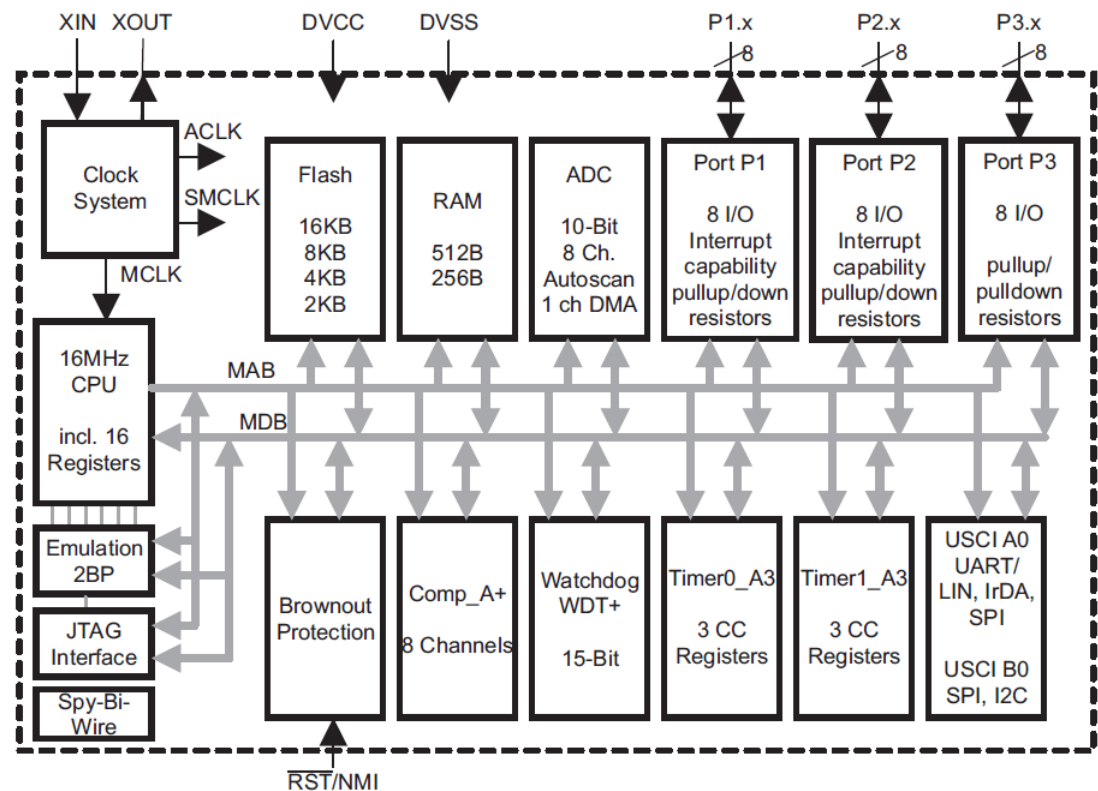 XIN XOUT DVCC DVSS P1.x P2.x P3.x
8 8 8
Clock
System
ACLK
SMCLK
MCLK
Flash
16KB
8KB
4KB
2KB
RAM
512B
256B
ADC
10-Bit
8 Ch.
Autoscan
1 ch DMA
Port P1
8 I/O
Interrupt
capability
pullup/down
resistors
Port P2
8 I/O
Interrupt
capability
pullup/down
resistors
Port P3
8 I/O
pullup/
pulldown
resistors
16MHz
CPU
incl. 16
Registers
MAB
MDB
Emulation
2BP
JTAG
Interface
Spy-Bi-
Wire
Brownout
Protection
Comp_A+
8 Channels
Watchdog
WDT+
15-Bit
Timer0_A3
3 CC
Registers
Timer1_A3
3 CC
Registers
USCI A0
UART/
LIN, IrDA,
SPI
USCI B0
SPI, I2C
RST/NMI